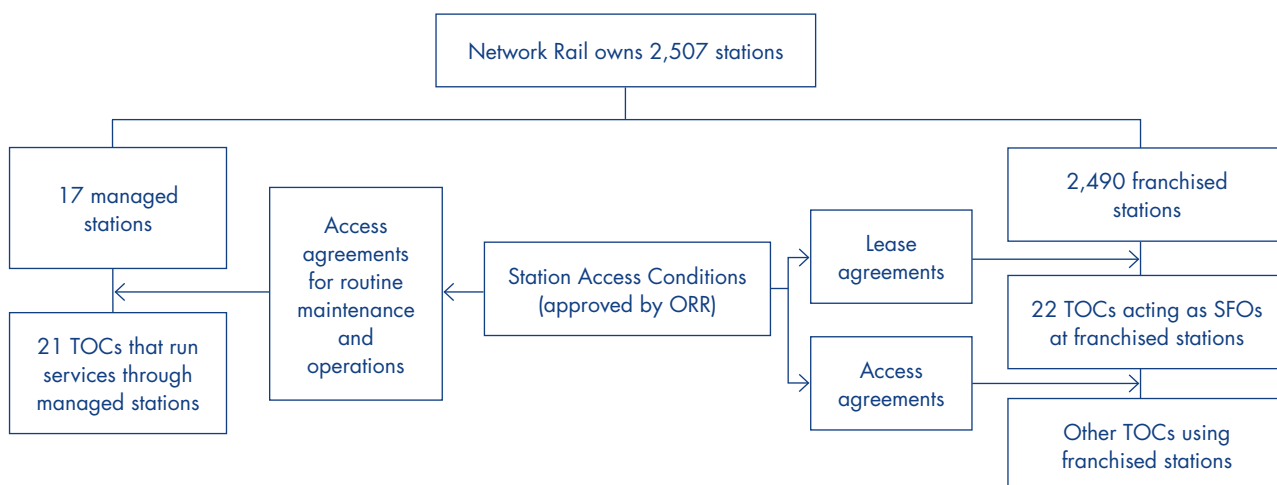 Network Rail owns 2,507 stations
17 managed
stations
2,490 franchised
stations
Access
agreements
for routine
maintenance
and
operations
Station Access Conditions
(approved by ORR)
Lease
agreements
21 TOCs that run
services through
managed stations
22 TOCs acting as SFOs
at franchised stations
Access
agreements
Other TOCs using
franchised stations